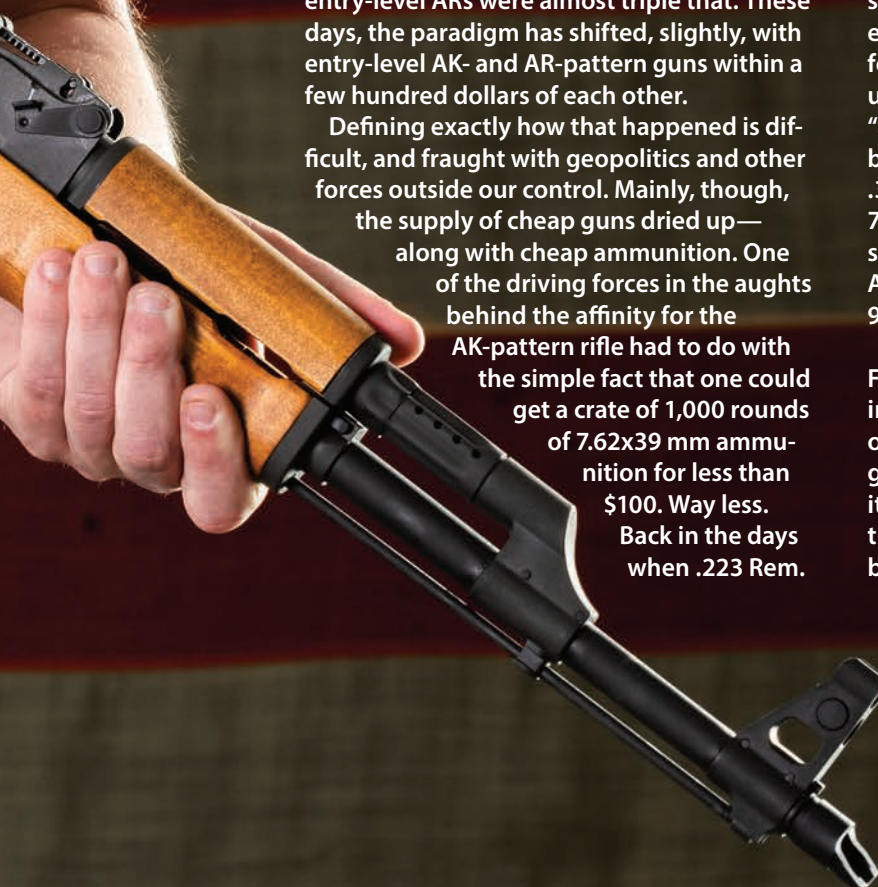 entry-level ARs were almost triple that. These
days, the paradigm has shifted, slightly, with
entry-level AK- and AR-pattern guns within a
few hundred dollars of each other.
Defining exactly how that happened is dif-
ficult, and fraught with geopolitics and other
forces outside our control. Mainly, though,
the supply of cheap guns dried up—
along with cheap ammunition. One
of the driving forces in the aughts
behind the affinity for the
AK-pattern rifle had to do with
the simple fact that one could
get a crate of 1,000 rounds
of 7.62x39 mm ammu-
nition for less than
$100. Way less.
Back in the days
when .223 Rem.